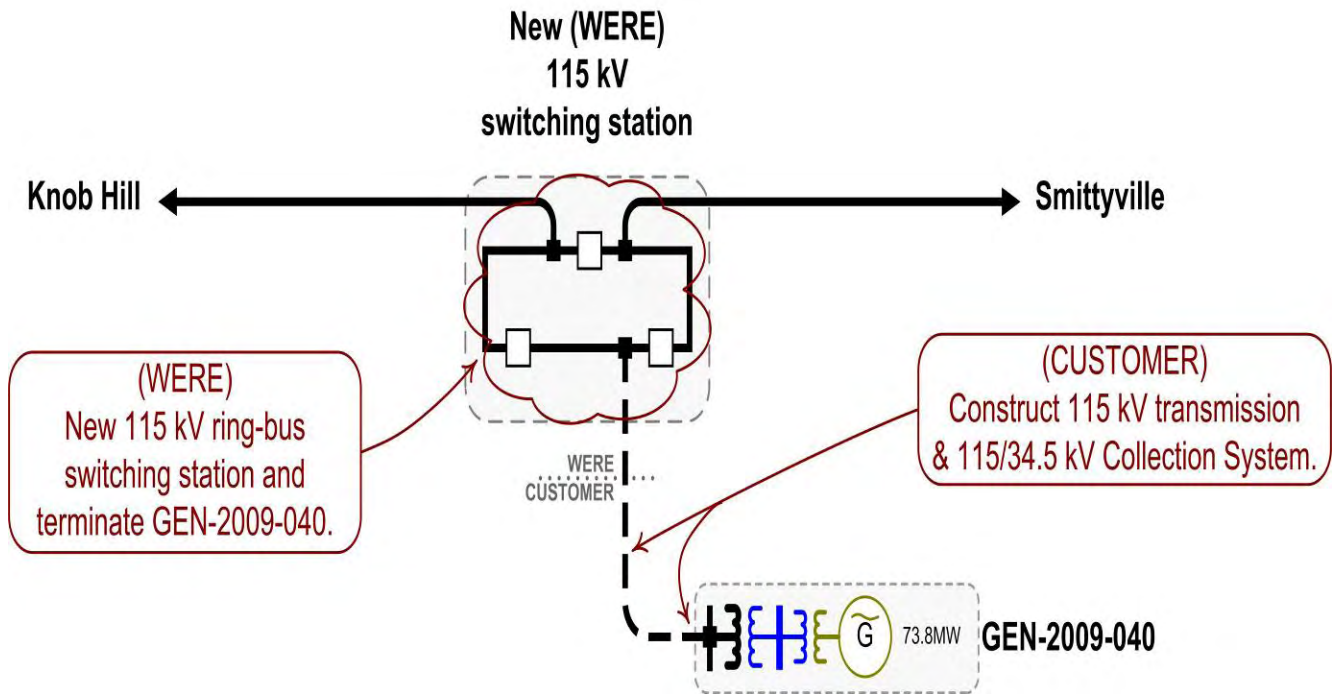 New (WERE)
115 kV
switching station
Knob Hill
Smittyville
(WERE)
New 115 kV ring-bus
switching station and
terminate GEN-2009-040.
(CUSTOMER)
Construct 115 kV transmission
& 115/34.5 kV Collection System.
WERE
CUSTOMER
G
73.8MW
GEN-2009-040